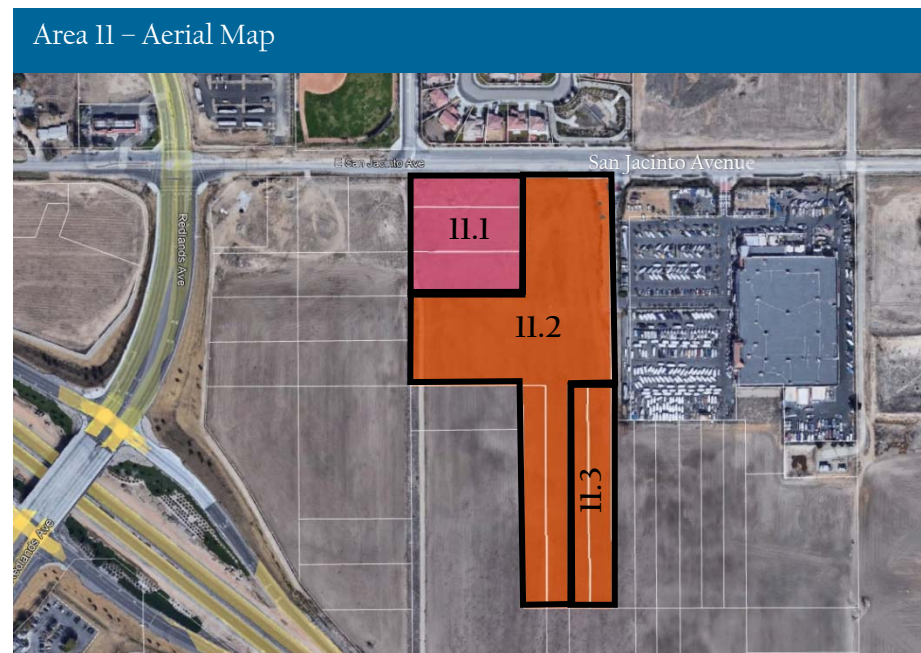 Area 11 – Aerial Map
E San Jacinto Ave
San Jacinto Avenue
Redlands Ave
11.1
11.2
11.3
Redlands Ave